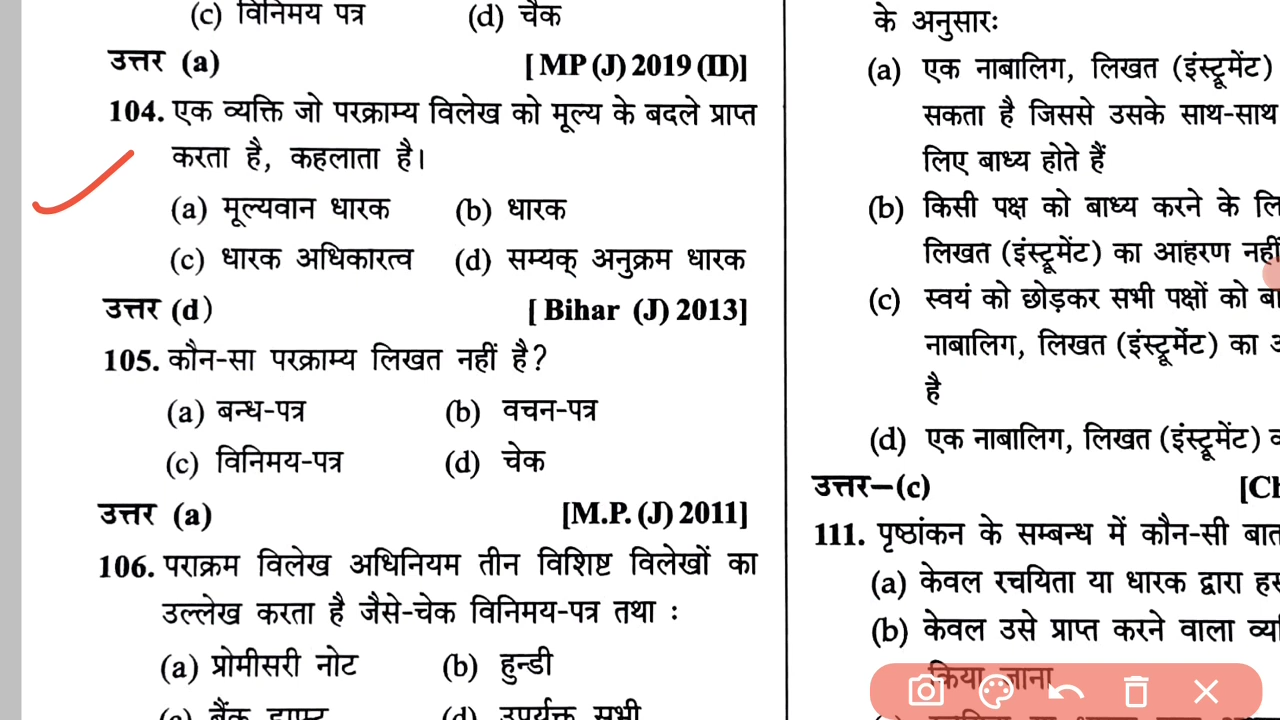 (c) विनिमय पत्र (d) चैक
उत्तर (a) [ MP (J) 2019 (II)]
104. एक व्यक्ति जो परक्राम्य विलेख को मूल्य के बदले प्राप्त
करता है, कहलाता है।
(a) मूल्यवान धारक (b) धारक
(c) धारक अधिकारत्व (d) सम्यक् अनुक्रम धारक
उत्तर (d) [ Bihar (J) 2013]
105. कौन-सा परक्राम्य लिखत नहीं है?
(a) बन्ध-पत्र (b) वचन-पत्र
(c) विनिमय-पत्र (d) चेक
उत्तर (a) [M.P. (J) 2011]
106. पराक्रम विलेख अधिनियम तीन विशिष्ट विलेखों का
उल्लेख करता है जैसे-चेक विनिमय-पत्र तथा :
(a) प्रोमीसरी नोट (b) हुन्डी
(d) उपर्युक्त सभी
के अनुसारः
(a) एक नाबालिग, लिखत (इंस्ट्रूमेंट)
सकता है जिससे उसके साथ-साथ
लिए बाध्य होते हैं
(b) किसी पक्ष को बाध्य करने के
लिखत (इंस्ट्रूमेंट) का आहरण नहीं
(c) स्वयं को छोड़कर सभी पक्षों को
नाबालिग, लिखत (इंस्ट्रूमेंट) का
है
(d) एक नाबालिग, लिखत (इंस्ट्रूमेंट)
उत्तर–(c)
111. पृष्ठांकन के सम्बन्ध में कौन-सी बात
(a) केवल रचयिता या धारक द्वारा
(b) केवल उसे प्राप्त करने वाला
किया जाना